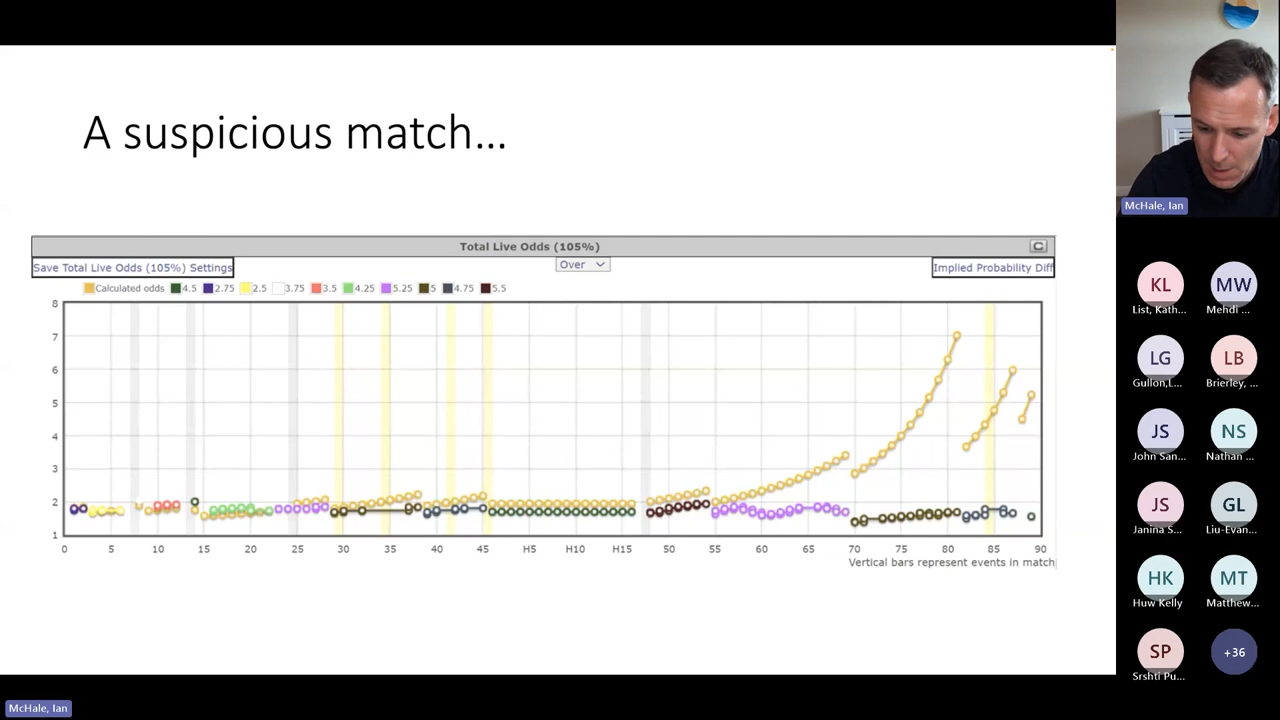 A suspicious match...
Total Live Odds (105%)
Save Total Live Odds (105%) Settings
Over
Implied Probability Diff
Calculated odds 4.5 2.75 2.5 3.75 3.5 4.25 5.25 5 4.75 5.5
8
7
6
5
4
3
2
1
0 5 10 15 20 25 30 35 40 45 H5 H10 H15 50 55 60 65 70 75 80 85 90
Vertical bars represent events in match
McHale, Ian
KL MW
List, Kath... Mehdi ...
LG LB
Gullon,L... Brierley, ...
JS NS
John San... Nathan ...
JS GL
Janina S... Liu-Evan...
HK MT
Huw Kelly Matthew...
SP +36
Srshti Pu...
McHale, Ian